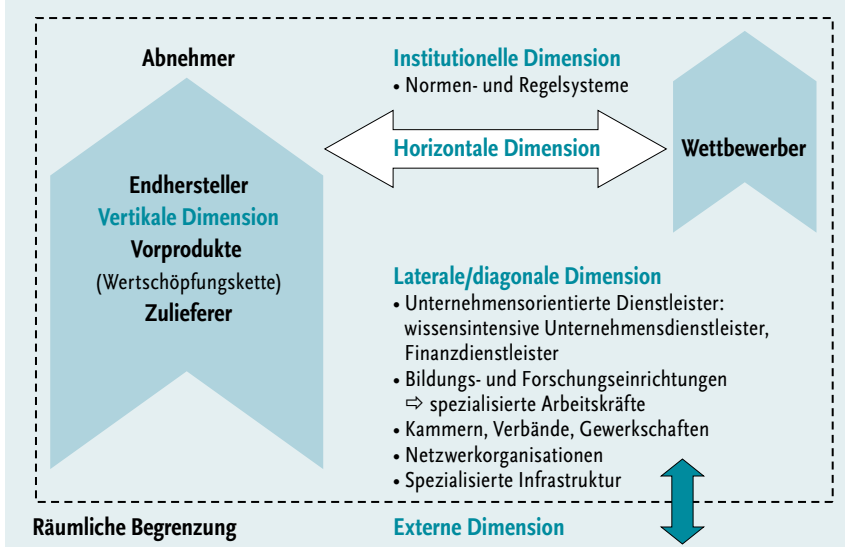 Abnehmer
Endhersteller
Vertikale Dimension
Vorprodukte
(Wertschöpfungskette)
Zulieferer
Institutionelle Dimension
• Normen- und Regelsysteme
Horizontale Dimension
Wettbewerber
Laterale/diagonale Dimension
• Unternehmensorientierte Dienstleister:
wissensintensive Unternehmensdienstleister,
Finanzdienstleister
• Bildungs- und Forschungseinrichtungen
⇨ spezialisierte Arbeitskräfte
• Kammern, Verbände, Gewerkschaften
• Netzwerkorganisationen
• Spezialisierte Infrastruktur
Räumliche Begrenzung
Externe Dimension